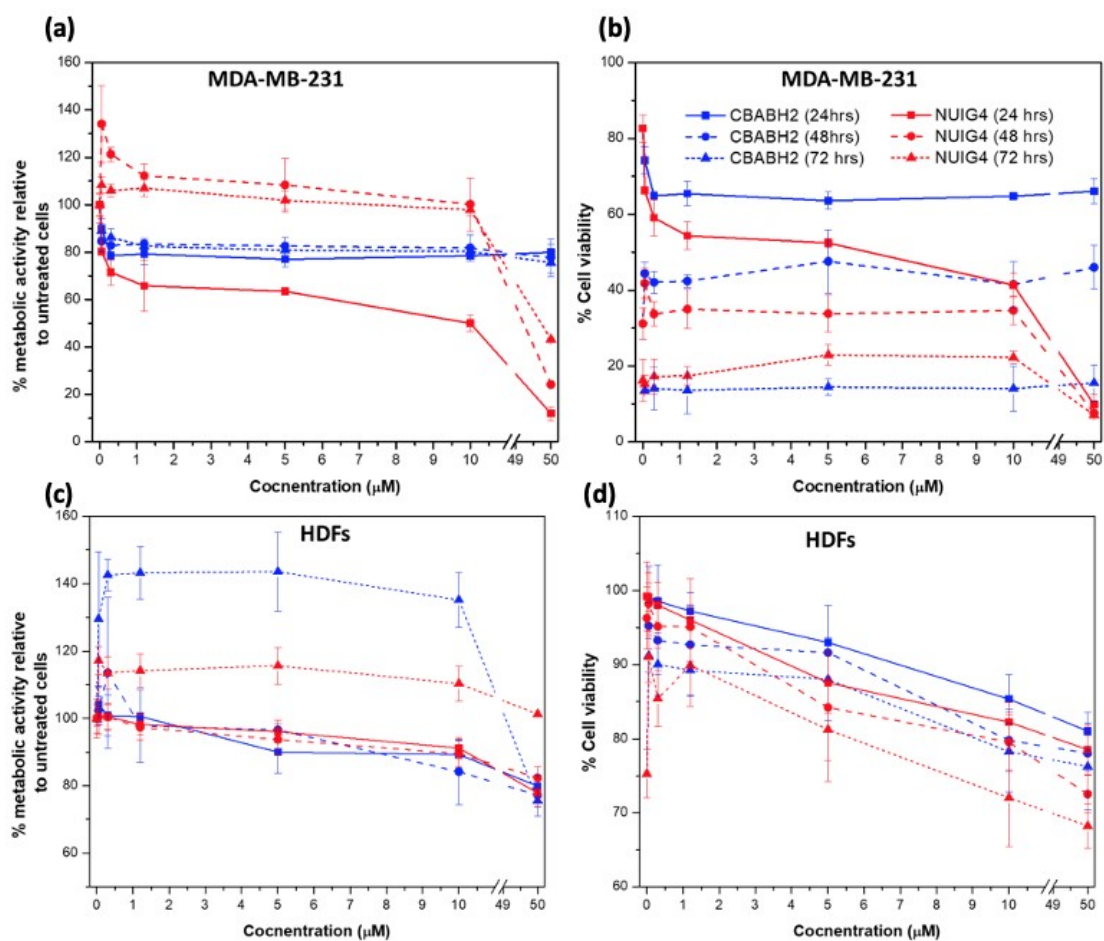 (a)
MDA-MB-231
160
140
120
100
80
60
40
20
0
% metabolic activity relative
to untreated cells
0 1 2 3 4 5 6 7 8 9 10 49 50
Cocnentration (μM)
(b)
MDA-MB-231
CBABH2 (24hrs) NUIG4 (24 hrs)
CBABH2 (48hrs) NUIG4 (48 hrs)
CBABH2 (72 hrs) NUIG4 (72 hrs)
100
80
60
40
20
0
% Cell viability
0 1 2 3 4 5 6 7 8 9 10 49 50
Cocnentration (μM)
(c)
HDFs
160
140
120
100
80
60
% metabolic activity relative
to untreated cells
0 1 2 3 4 5 6 7 8 9 10 49 50
Cocnentration (μM)
(d)
HDFs
110
100
90
80
70
60
% Cell viability
0 1 2 3 4 5 6 7 8 9 10 49 50
Cocnentration (μM)